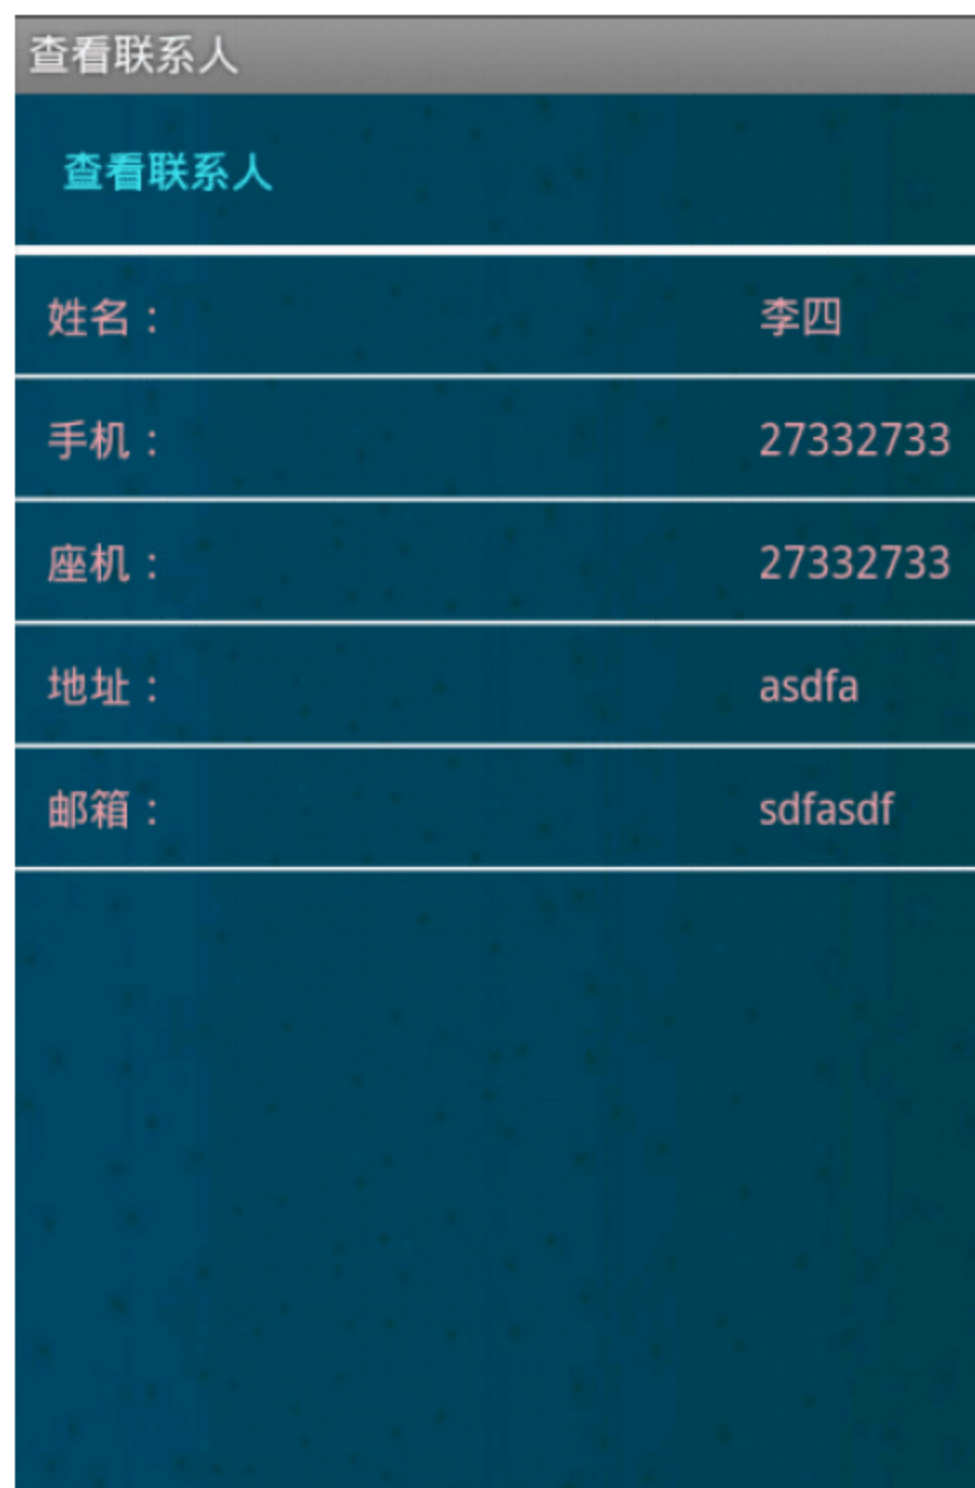 查看联系人
查看联系人
姓名： 李四
手机： 27332733
座机： 27332733
地址： asdfa
邮箱： sdfasdf